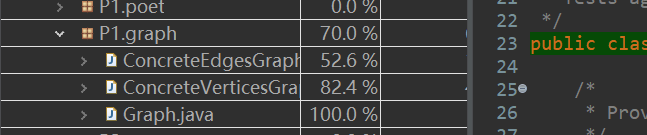 P1.poet 0.0 %
P1.graph 70.0 %
ConcreteEdgesGraph 52.6 %
ConcreteVerticesGra 82.4 %
Graph.java 100.0 %
22 */
23 public clas
24
25 /*
26 * Prov